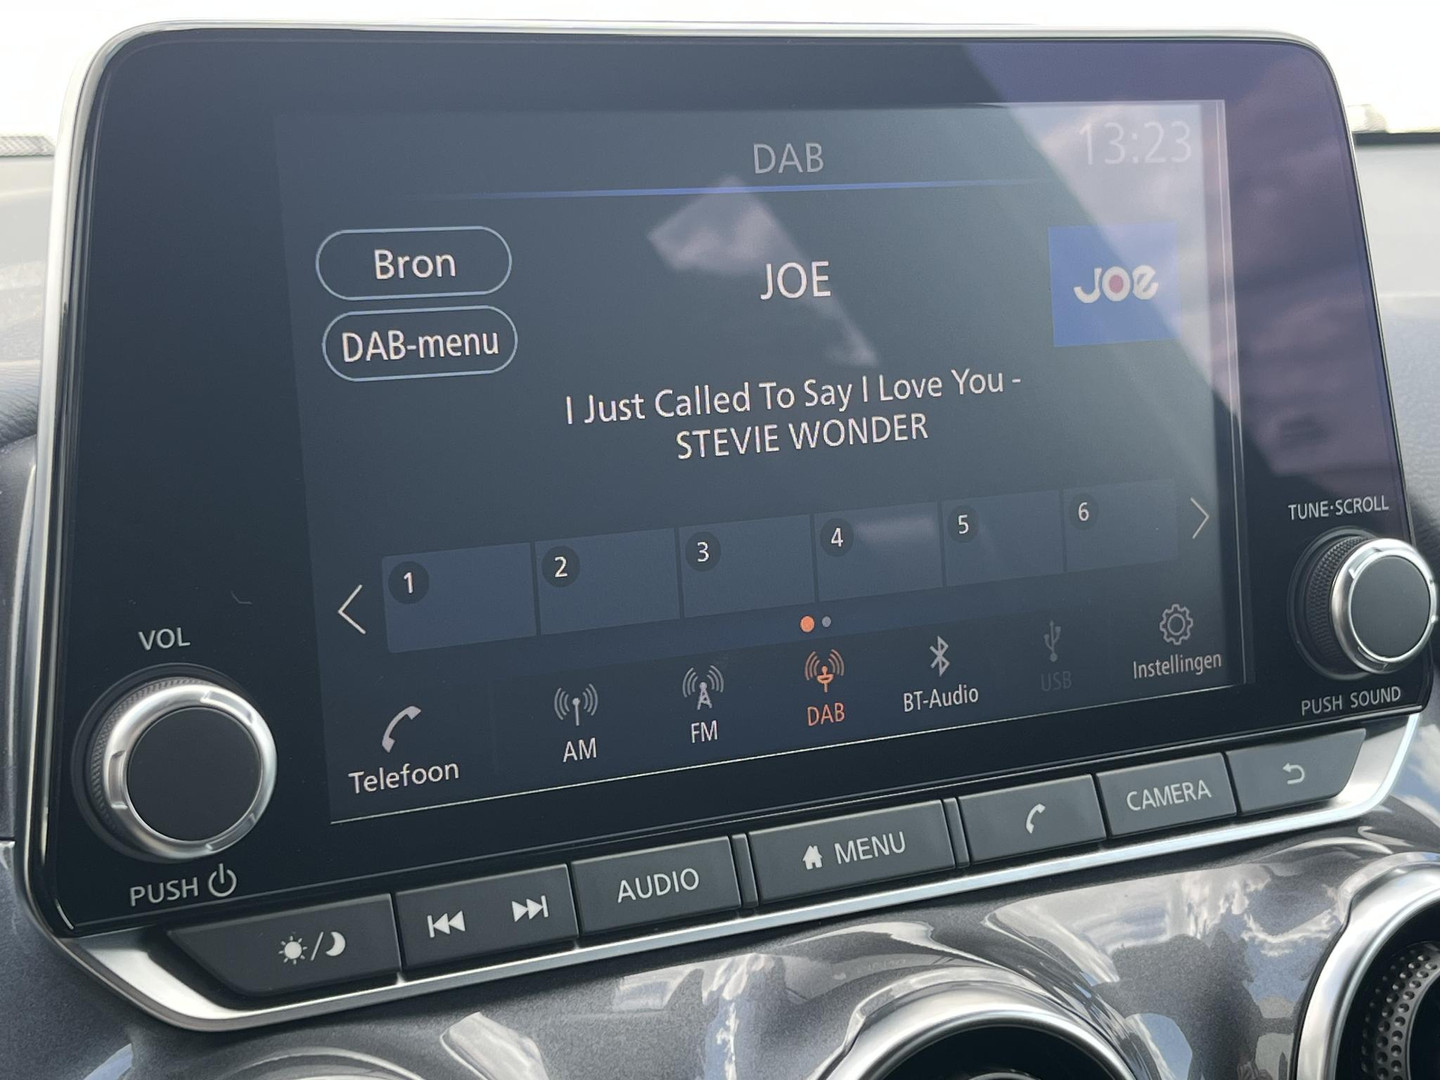 DAB
13:23
Bron
JOE
JOe
DAB-menu
I Just Called To Say I Love You -
STEVIE WONDER
1
2
3
4
5
6
TUNE·SCROLL
VOL
Telefoon
AM
FM
DAB
BT-Audio
USB
Instellingen
PUSH SOUND
PUSH
AUDIO
MENU
CAMERA